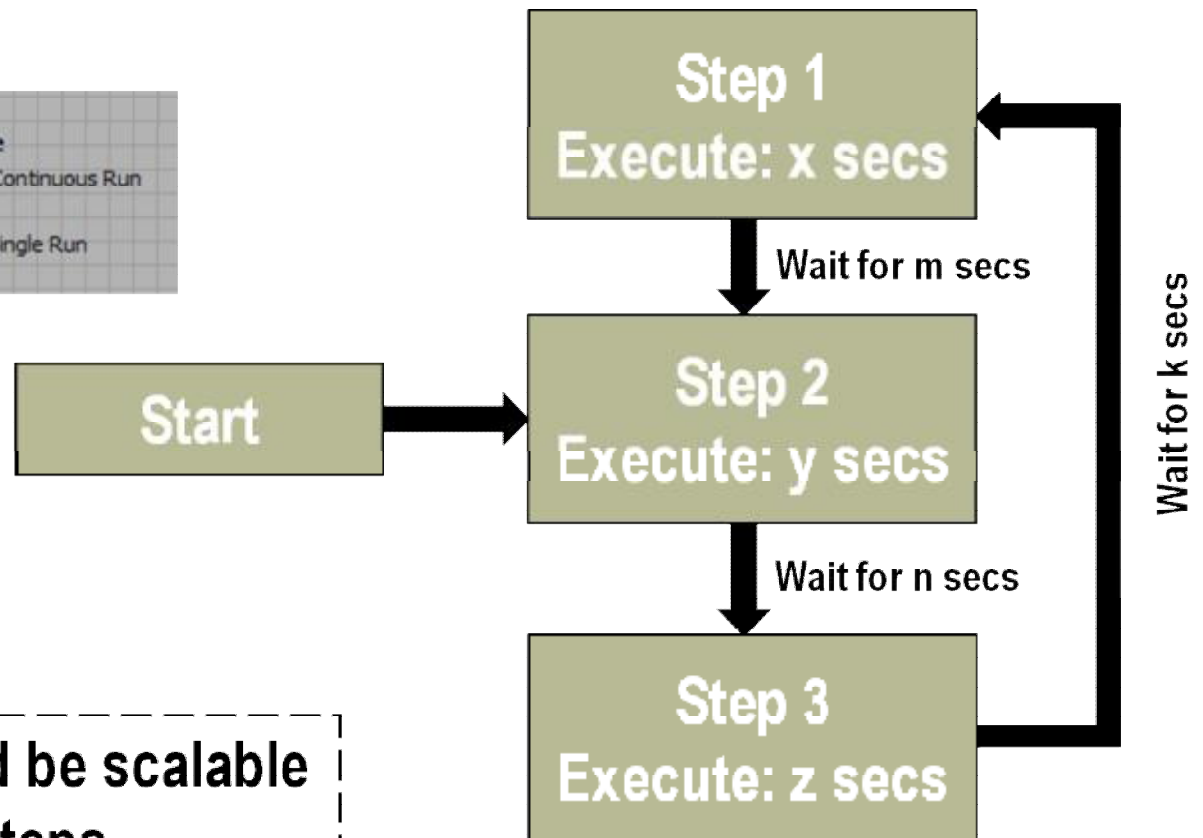 Continuous Run
Single Run
Step 1
Execute: x secs
Wait for m secs
Start
Step 2
Execute: y secs
Wait for n secs
Wait for k secs
Step 3
Execute: z secs
be scalable